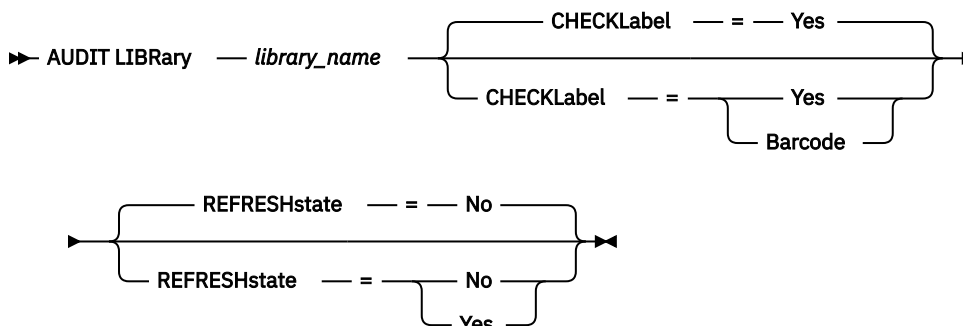 CHECKLabel = Yes
AUDIT LIBRary library_name
CHECKLabel = Yes
Barcode
REFRESHstate = No
REFRESHstate = No
Yes